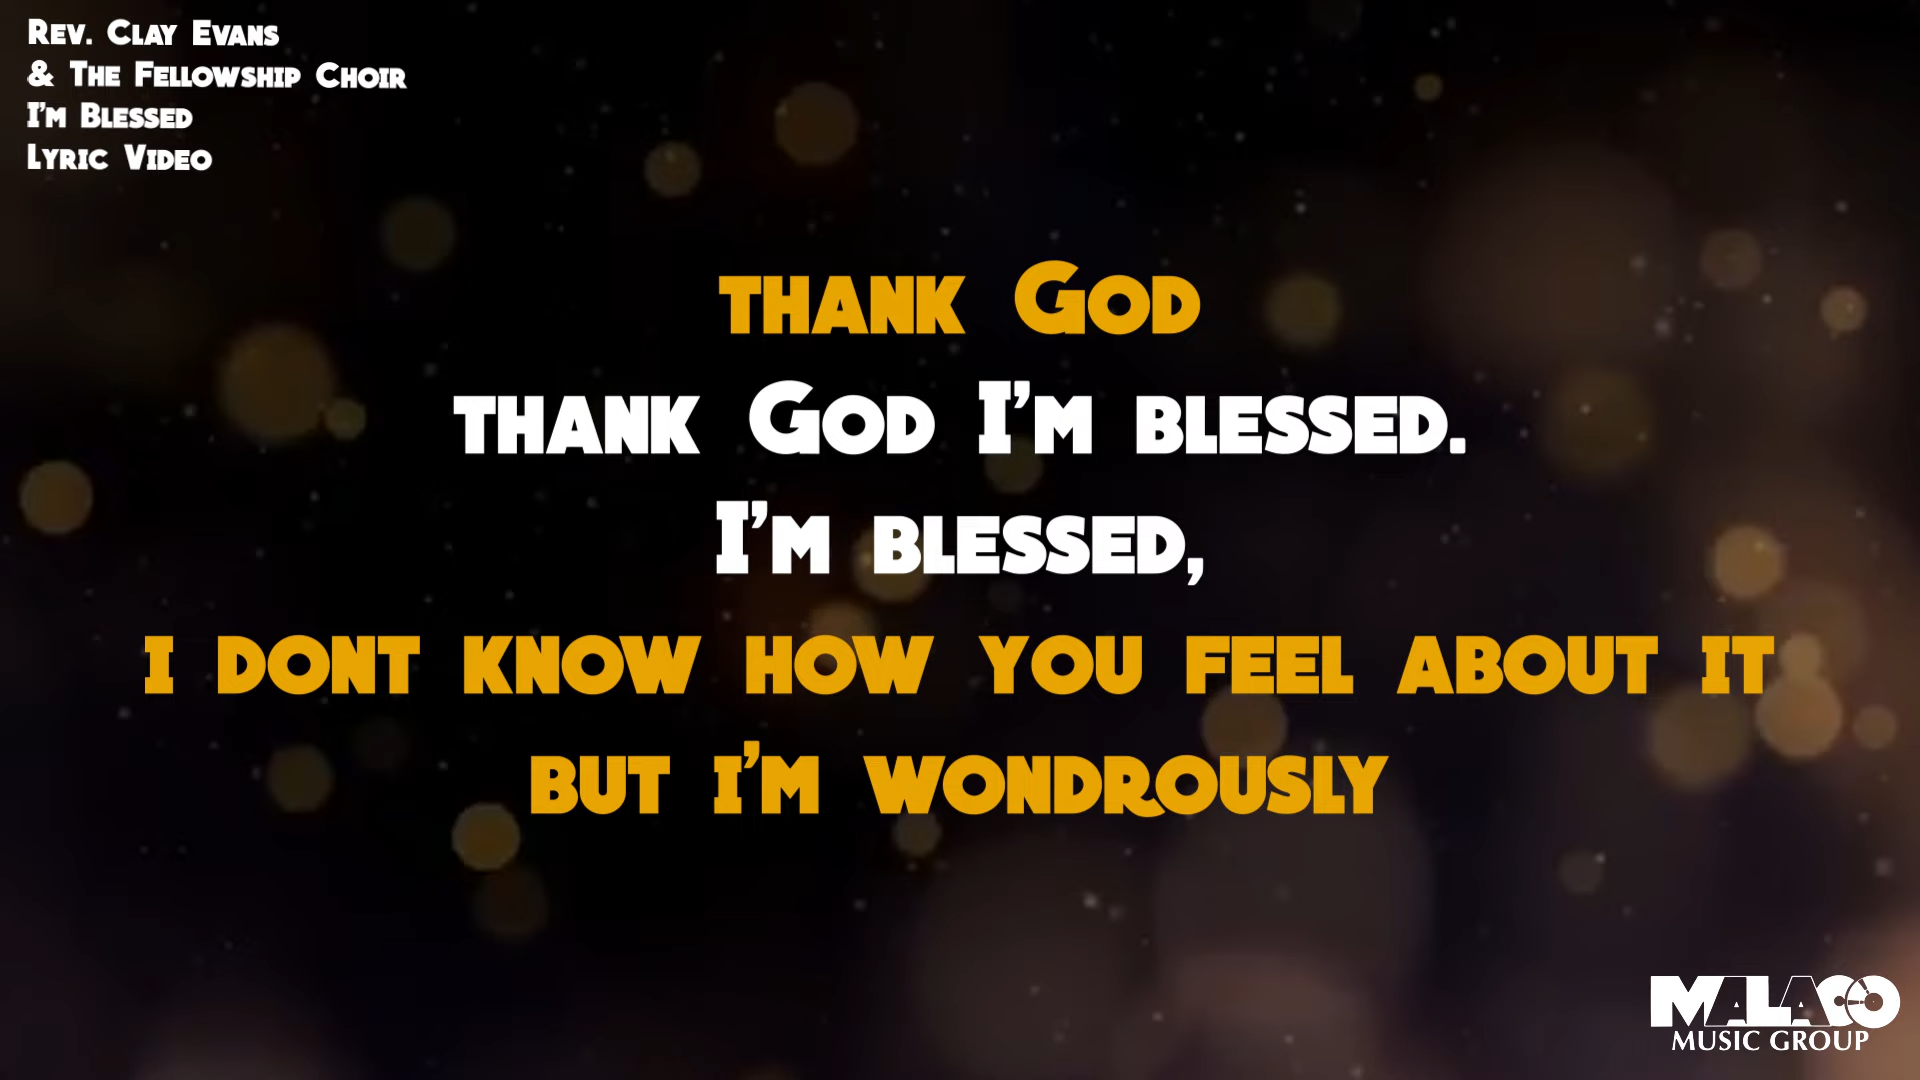 Rev. Clay Evans
& The Fellowship Choir
I'm Blessed
Lyric Video
thank God
thank God I'm blessed.
I'm blessed,
i dont know how you feel about it
but i'm wondrously
MALACO
MUSIC GROUP